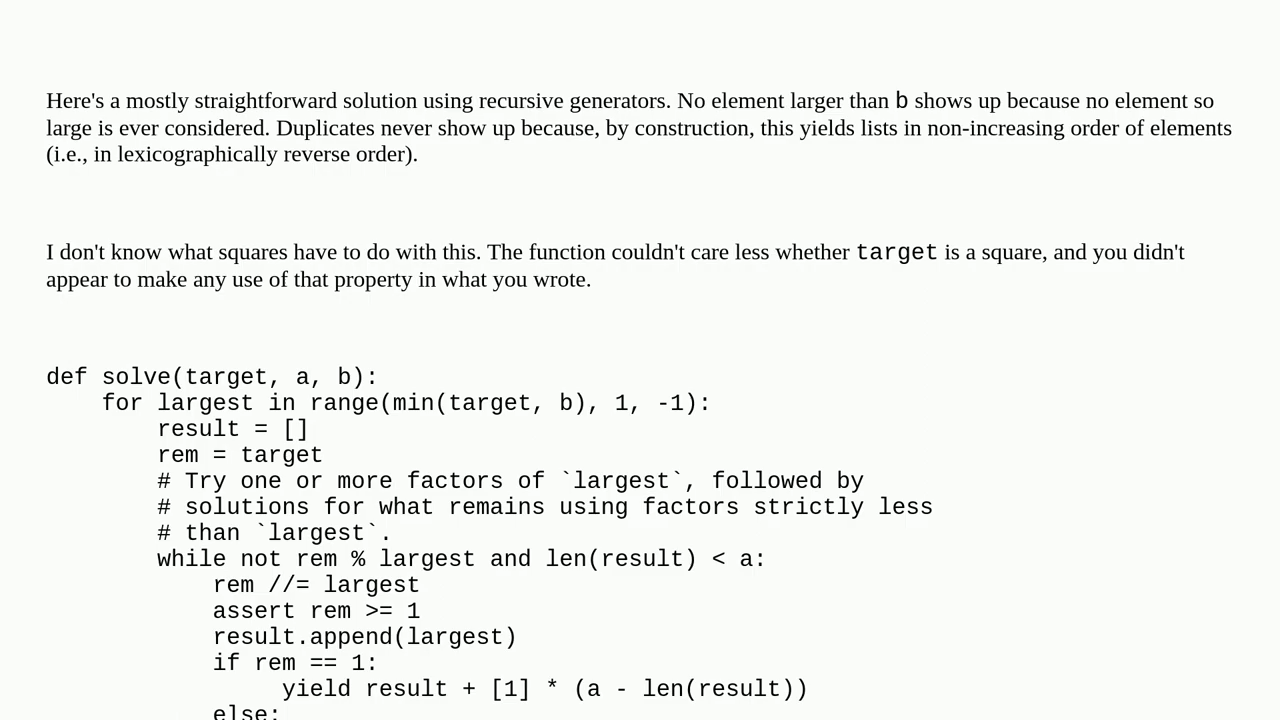 Here's a mostly straightforward solution using recursive generators. No element larger than b shows up because no element so
large is ever considered. Duplicates never show up because, by construction, this yields lists in non-increasing order of elements
(i.e., in lexicographically reverse order).
I don't know what squares have to do with this. The function couldn't care less whether target is a square, and you didn't
appear to make any use of that property in what you wrote.
def solve(target, a, b):
    for largest in range(min(target, b), 1, -1):
        result = []
        rem = target
        # Try one or more factors of `largest`, followed by
        # solutions for what remains using factors strictly less
        # than `largest`.
        while not rem % largest and len(result) < a:
            rem //= largest
            assert rem >= 1
            result.append(largest)
            if rem == 1:
                 yield result + [1] * (a - len(result))
            else: